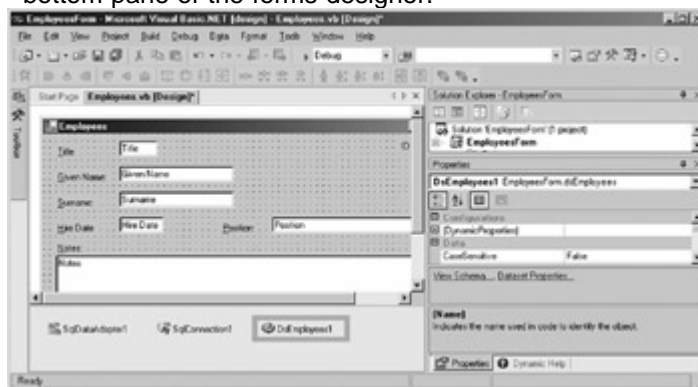 bottom pane of the forms designer.
EmployeesForm - Microsoft Visual Basic.NET [design] - Employees.vb [Design]*
File Edit View Project Build Debug Data Format Tools Window Help
Debug
Start Page Employees.vb [Design]*
Solution Explorer - EmployeesForm
Toolbox
Solution 'EmployeesForm' (1 project)
EmployeesForm
Employees
Title Title
Given Name: Given Name
Surname: Surname
Hire Date Hire Date Position: Position
Notes:
Notes
Properties
DsEmployees1 EmployeesForm.dsEmployees
Configurations
(DynamicProperties)
Data
CaseSensitive False
View Schema... Dataset Properties...
(Name)
Indicates the name used in code to identify the object.
SqlDataAdapter1 SqlConnection1 DsEmployees1
Properties Dynamic Help
Ready